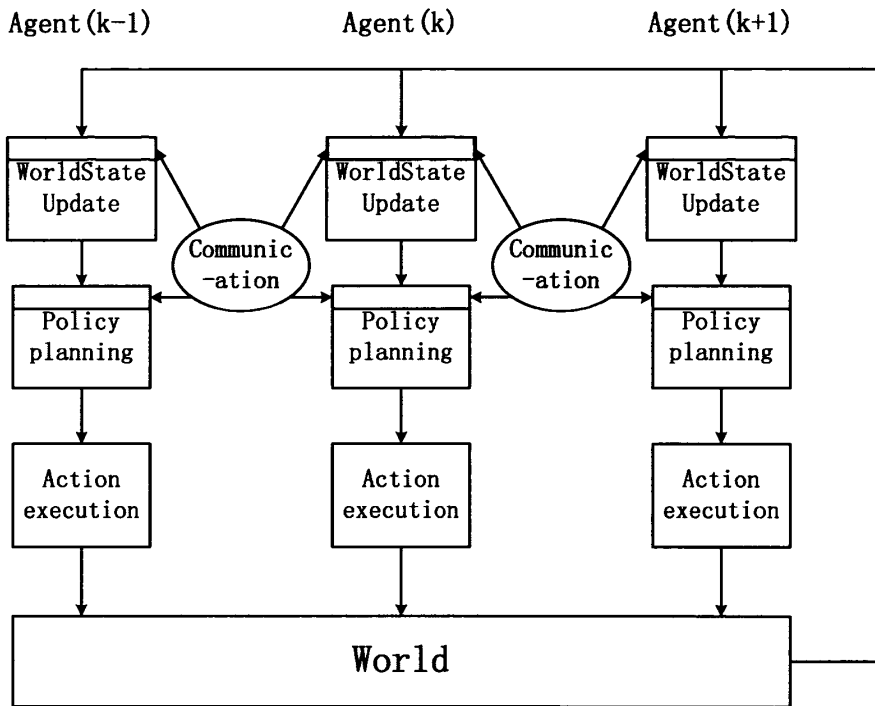 Agent(k-1) Agent(k) Agent(k+1)
WorldState
Update
WorldState
Update
WorldState
Update
Communic
-ation
Communic
-ation
Policy
planning
Policy
planning
Policy
planning
Action
execution
Action
execution
Action
execution
World